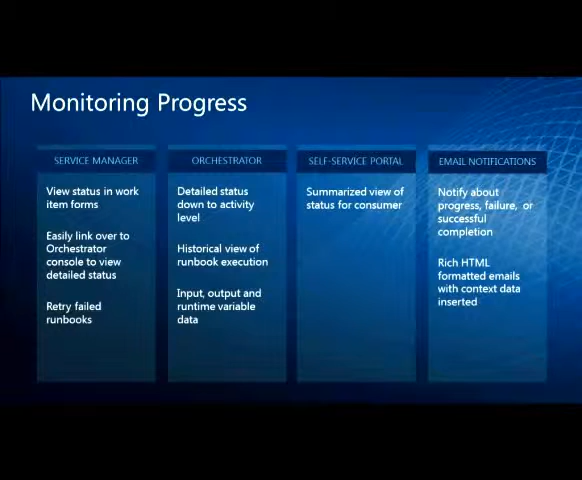 Monitoring Progress
SERVICE MANAGER
View status in work
item forms
Easily link over to
Orchestrator
console to view
detailed status
Retry failed
runbooks
ORCHESTRATOR
Detailed status
down to activity
level
Historical view of
runbook execution
Input, output and
runtime variable
data
SELF-SERVICE PORTAL
Summarized view of
status for consumer
EMAIL NOTIFICATIONS
Notify about
progress, failure, or
successful
completion
Rich HTML
formatted emails
with context data
inserted